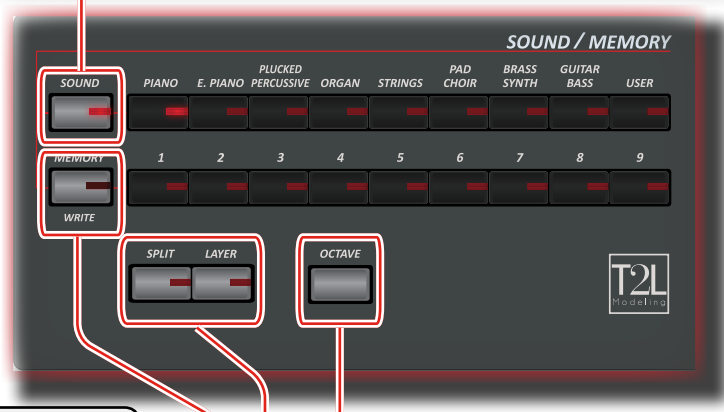 SOUND / MEMORY
SOUND
PIANO
E. PIANO
PLUCKED
PERCUSSIVE
ORGAN
STRINGS
PAD
CHOIR
BRASS
SYNTH
GUITAR
BASS
USER
MEMORY
1 2 3 4 5 6 7 8 9
WRITE
SPLIT LAYER OCTAVE
T2L
Modeling